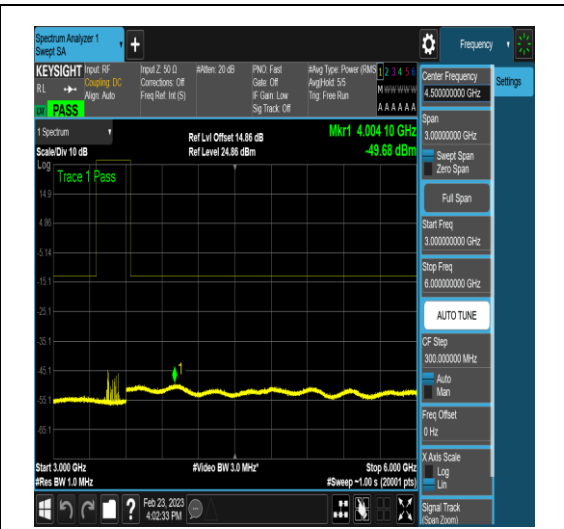 Spectrum Analyzer 1
Swept SA
+
Frequency
KEYSIGHT
Input: RF
Input Z: 50 Ω
#Atten: 20 dB
PNO: Fast
#Avg Type: Power (RMS
1 2 3 4 5 6
RL
Coupling: DC
Corrections: Off
Gate: Off
Avg|Hold: 5/5
M W W W W W
Align: Auto
Freq Ref: Int (S)
IF Gain: Low
Trig: Free Run
Sig Track: Off
A A A A A A
PASS
1 Spectrum
Ref Lvl Offset 14.86 dB
Mkr1 4.004 10 GHz
Scale/Div 10 dB
Ref Level 24.86 dBm
-49.68 dBm
Log
Trace 1 Pass
14.9
4.86
-5.14
-15.1
-25.1
-35.1
-45.1
1
-55.1
-65.1
Start 3.000 GHz
#Video BW 3.0 MHz*
Stop 6.000 GHz
#Res BW 1.0 MHz
#Sweep ~1.00 s (20001 pts)
?
Feb 23, 2023
4:02:33 PM
Center Frequency
4.500000000 GHz
Settings
Span
3.00000000 GHz
Swept Span
Zero Span
Full Span
Start Freq
3.000000000 GHz
Stop Freq
6.000000000 GHz
AUTO TUNE
CF Step
300.000000 MHz
Auto
Man
Freq Offset
0 Hz
X Axis Scale
Log
Lin
Signal Track
(Span Zoom)